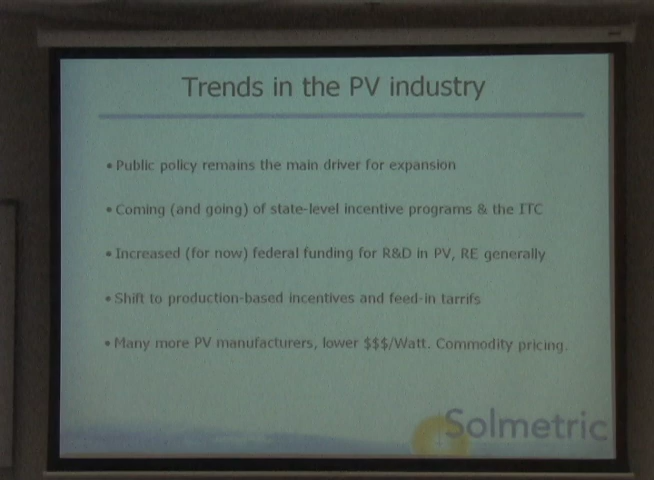 Trends in the PV industry
• Public policy remains the main driver for expansion
• Coming (and going) of state-level incentive programs & the ITC
• Increased (for now) federal funding for R&D in PV, RE generally
• Shift to production-based incentives and feed-in tarrifs
• Many more PV manufacturers, lower $$$/Watt. Commodity pricing.
Solmetric